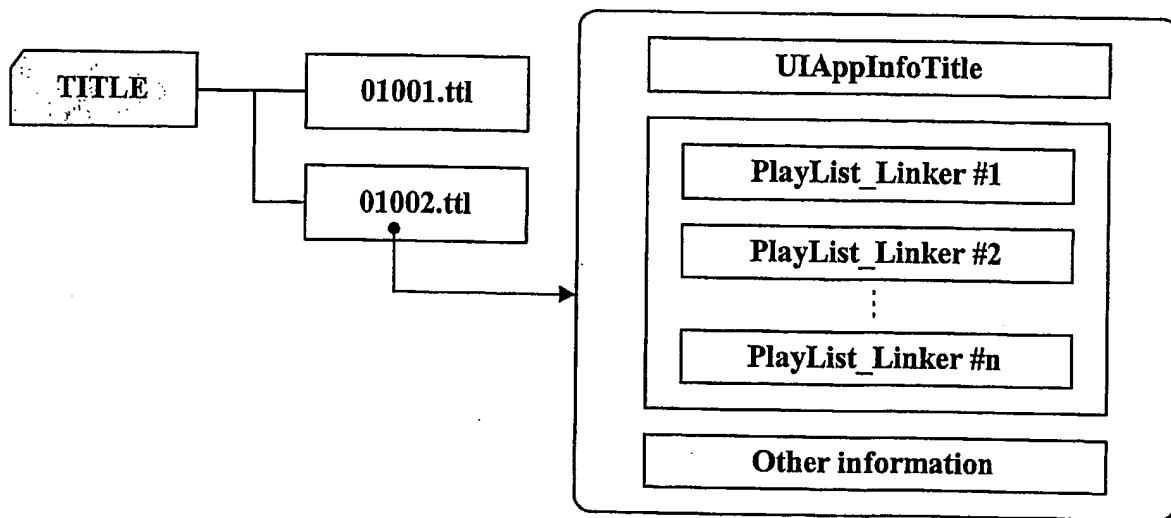 TITLE
01001.ttl
01002.ttl
UIAppInfoTitle
PlayList_Linker #1
PlayList_Linker #2
PlayList_Linker #n
Other information